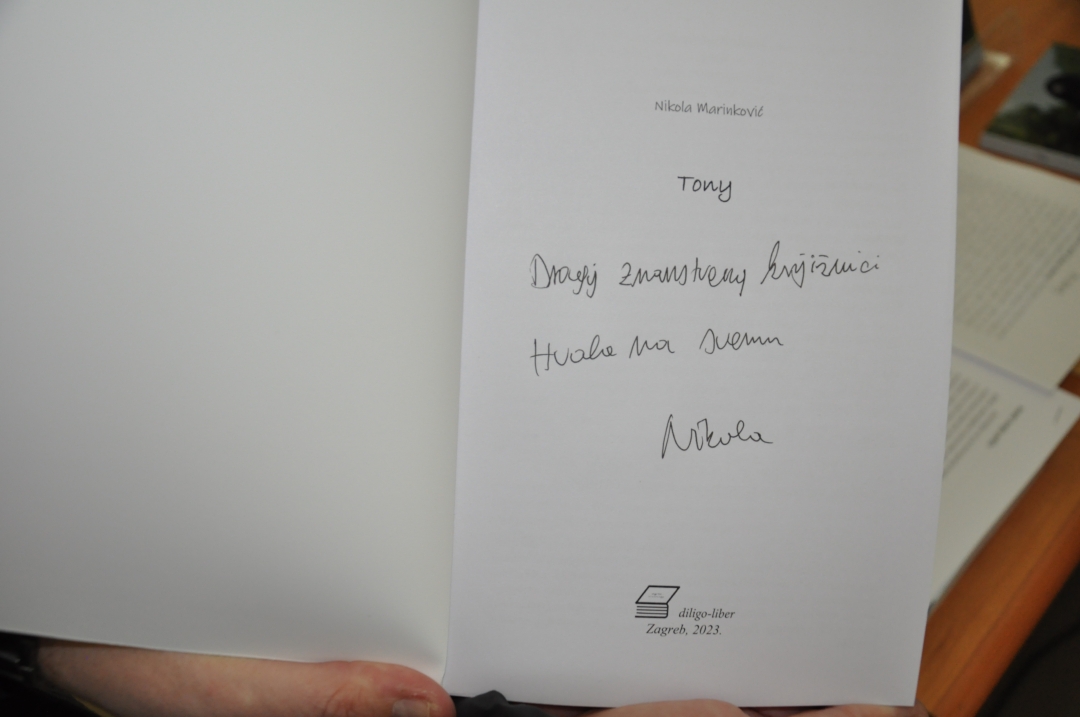 Nikola Marinković
Tony
Dragoj Znanstvenoj knjižnici
Hvala na svemu
Nikola
diligo-liber
Zagreb, 2023.